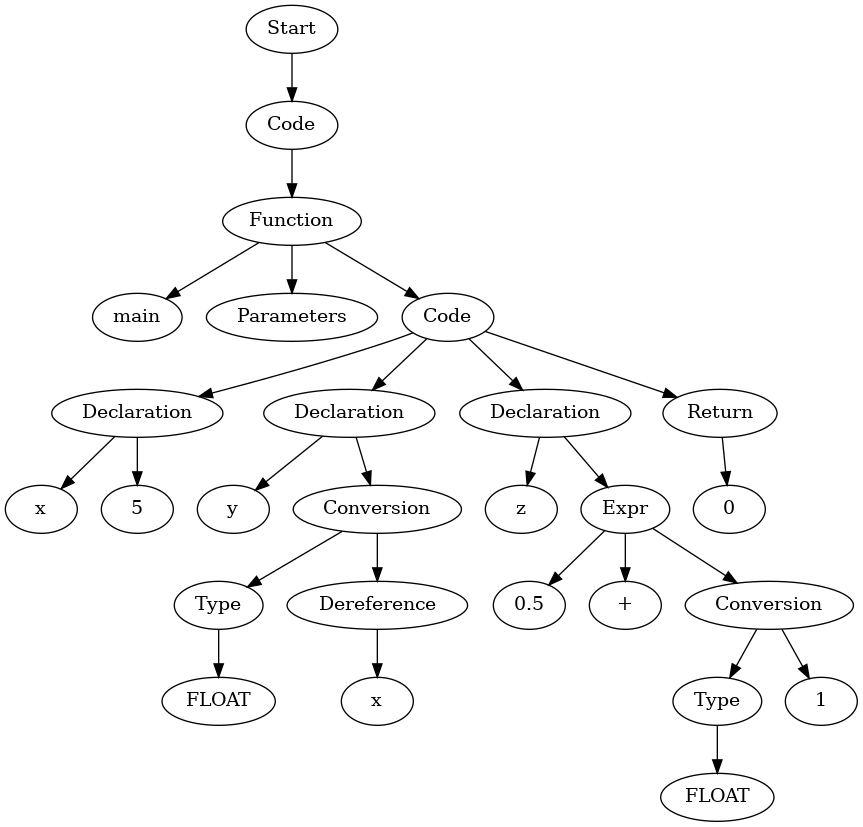 Start
Code
Function
main
Parameters
Code
Declaration
Declaration
Declaration
Return
x
5
y
Conversion
z
Expr
0
Type
Dereference
0.5
+
Conversion
FLOAT
x
Type
1
FLOAT